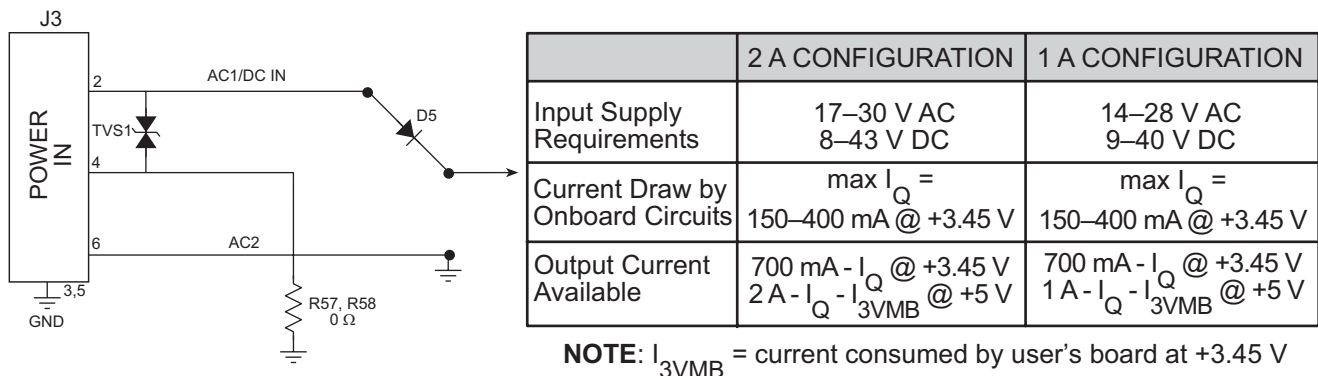 J3
POWER IN
2
AC1/DC IN
TVS1
4
D5
6
AC2
3,5
GND
R57, R58
0 Ω
2 A CONFIGURATION
1 A CONFIGURATION
Input Supply
Requirements
17–30 V AC
8–43 V DC
14–28 V AC
9–40 V DC
Current Draw by
Onboard Circuits
max I_Q =
150–400 mA @ +3.45 V
max I_Q =
150–400 mA @ +3.45 V
Output Current
Available
700 mA - I_Q @ +3.45 V
2 A - I_Q - I_3VMB @ +5 V
700 mA - I_Q @ +3.45 V
1 A - I_Q - I_3VMB @ +5 V
NOTE: I_3VMB = current consumed by user's board at +3.45 V